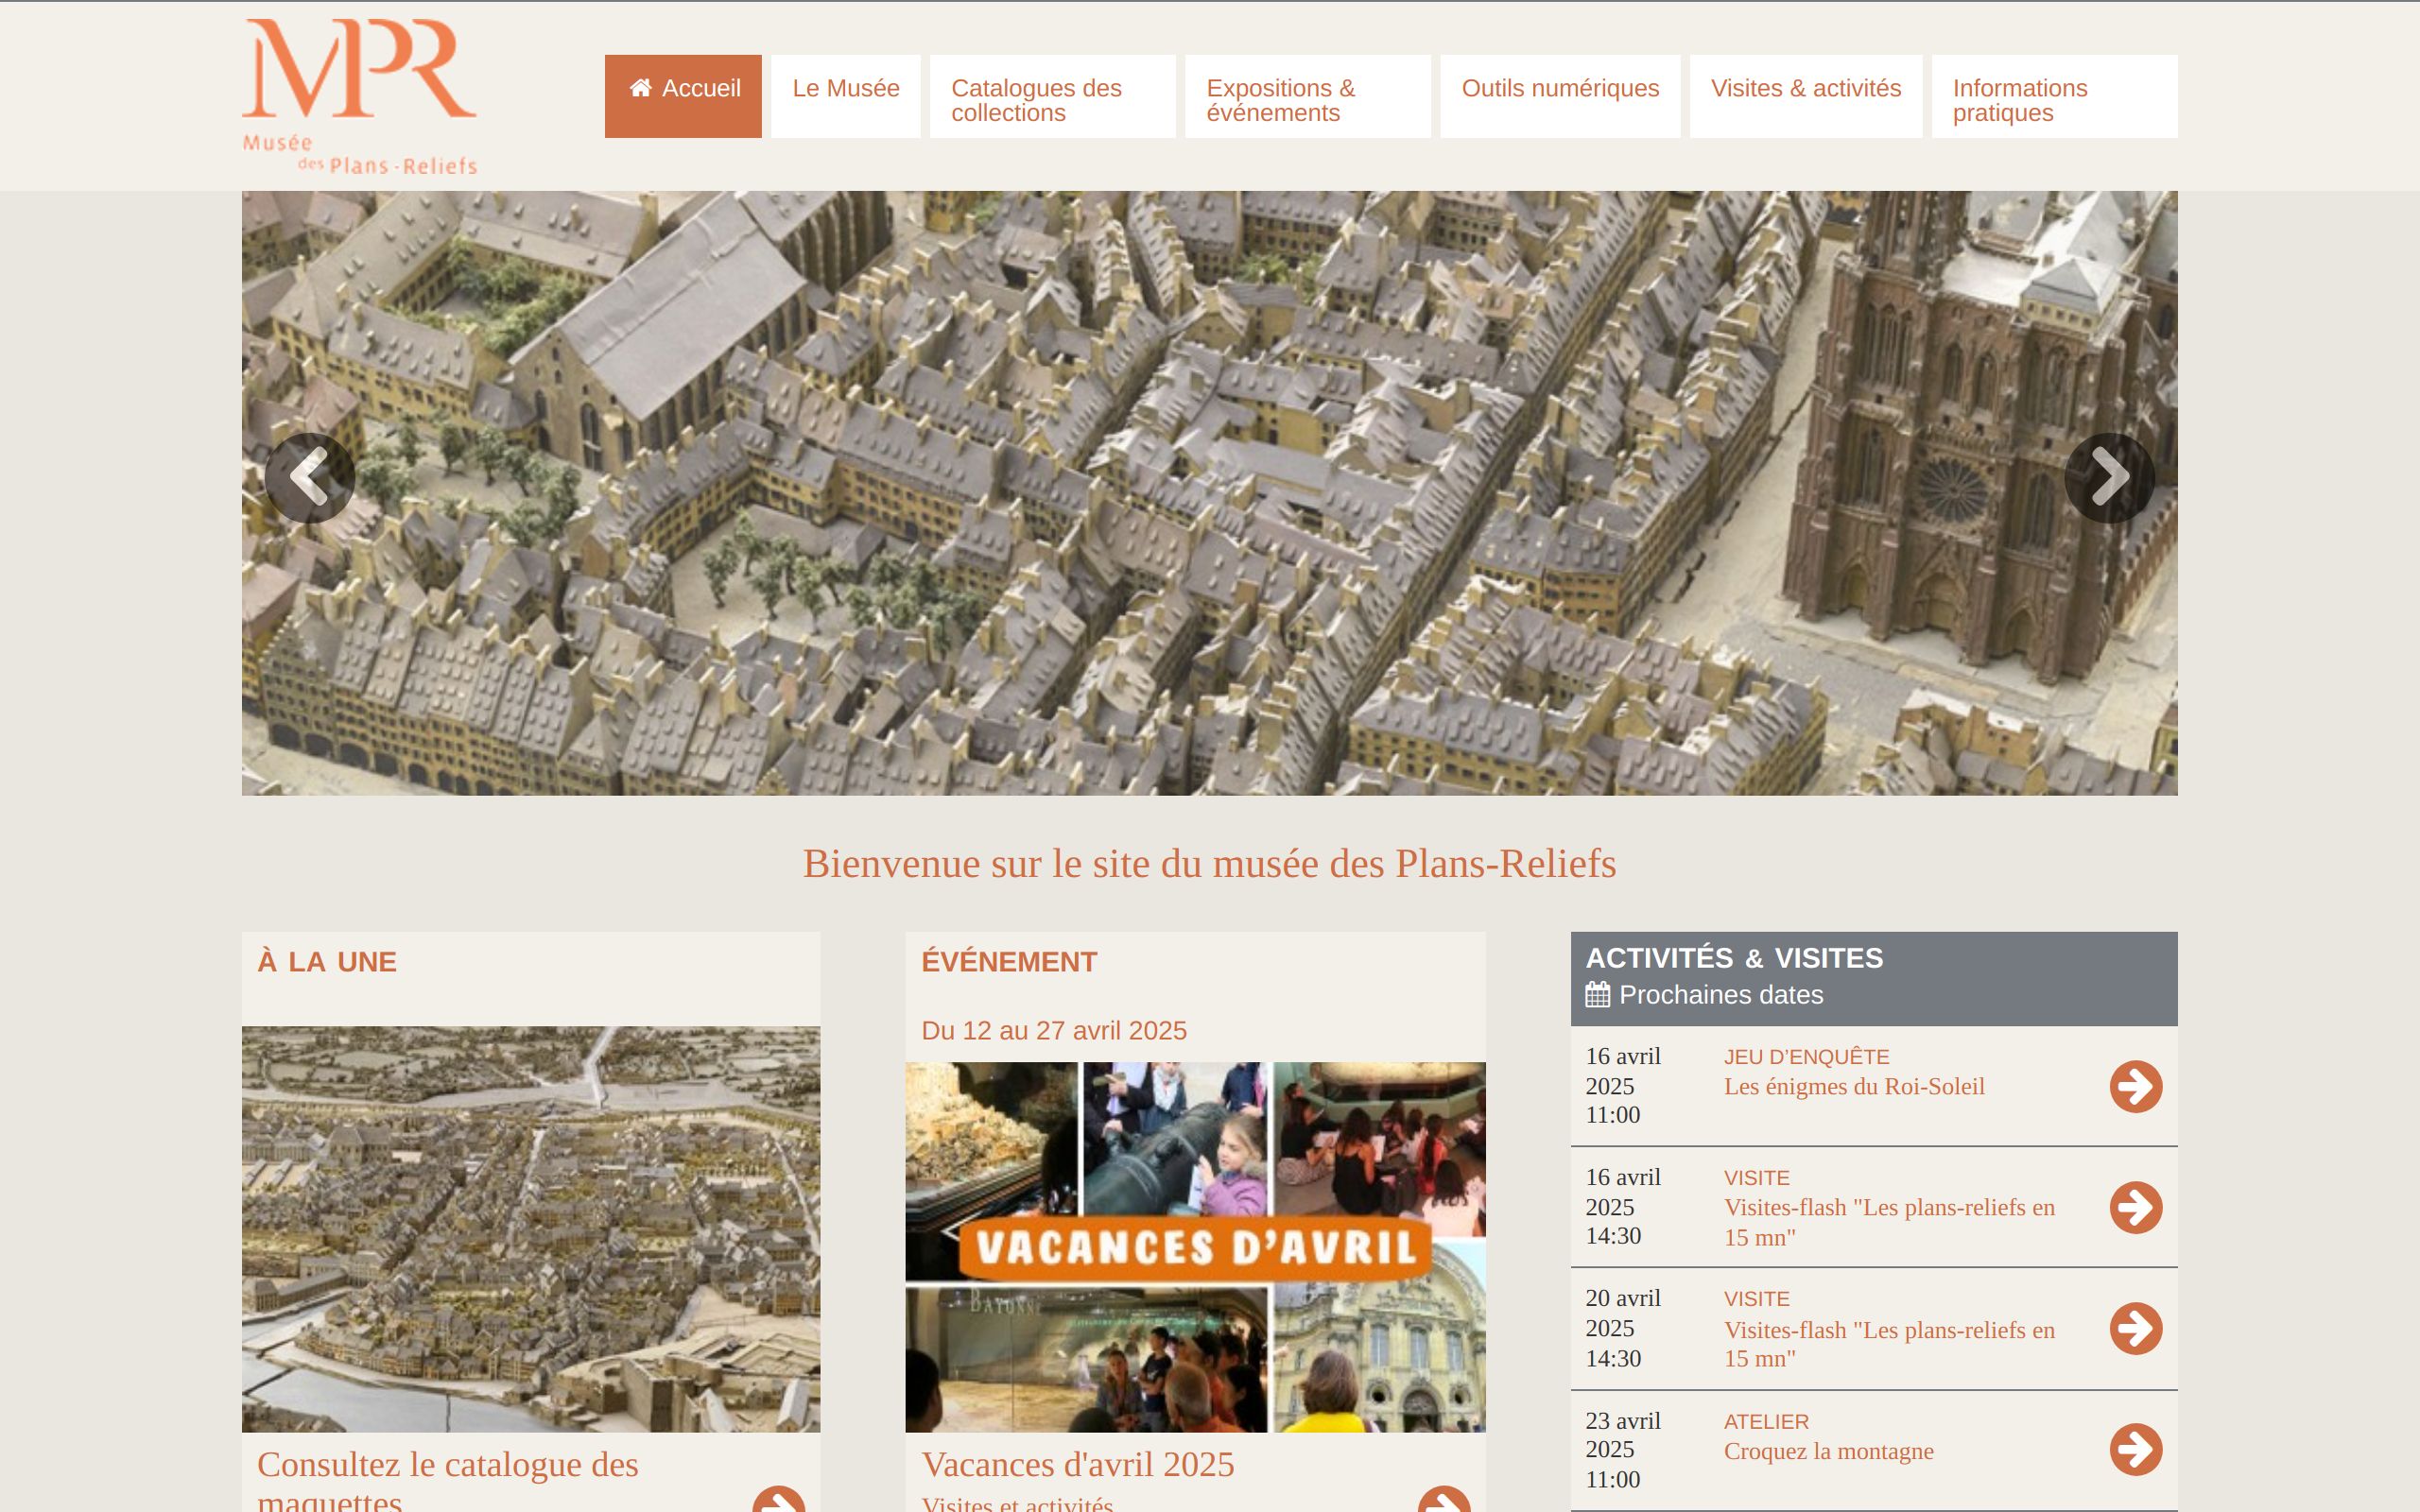 MPR
Musée
des Plans-Reliefs
Accueil
Le Musée
Catalogues des
collections
Expositions &
événements
Outils numériques
Visites & activités
Informations
pratiques
Bienvenue sur le site du musée des Plans-Reliefs
À LA UNE
Consultez le catalogue des
maquettes
ÉVÉNEMENT
Du 12 au 27 avril 2025
VACANCES D'AVRIL
BAYONNE
Vacances d'avril 2025
Visites et activités
ACTIVITÉS & VISITES
Prochaines dates
16 avril
2025
11:00
JEU D’ENQUÊTE
Les énigmes du Roi-Soleil
16 avril
2025
14:30
VISITE
Visites-flash "Les plans-reliefs en
15 mn"
20 avril
2025
14:30
VISITE
Visites-flash "Les plans-reliefs en
15 mn"
23 avril
2025
11:00
ATELIER
Croquez la montagne